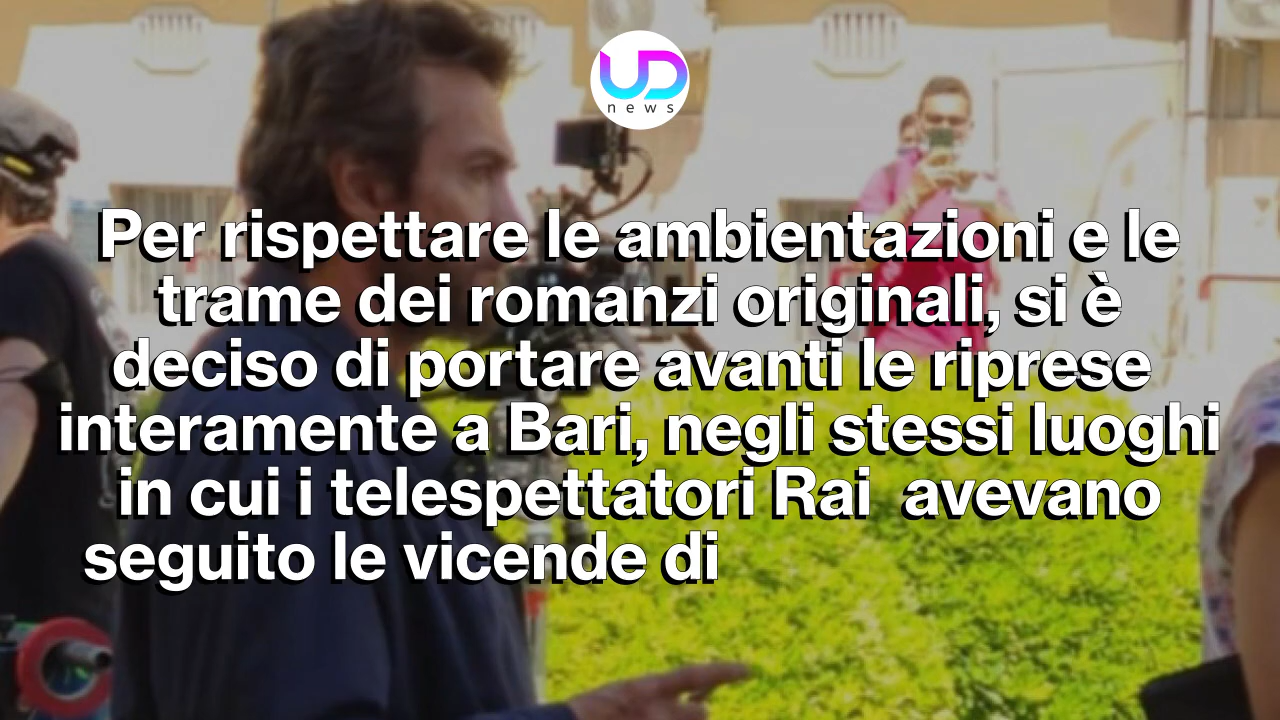 UD
news
Per rispettare le ambientazioni e le
trame dei romanzi originali, si è
deciso di portare avanti le riprese
interamente a Bari, negli stessi luoghi
in cui i telespettatori Rai  avevano
seguito le vicende di